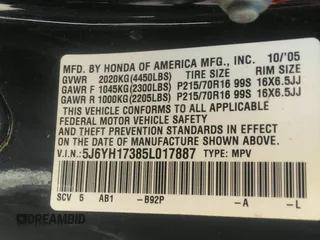 MFD. BY HONDA OF AMERICA MFG., INC. 10/'05
GVWR 2020KG(4450LBS) TIRE SIZE RIM SIZE
GAWR F 1045KG(2300LBS) P215/70R16 99S 16X6.5JJ
GAWR R 1000KG(2205LBS) P215/70R16 99S 16X6.5JJ
THIS VEHICLE CONFORMS TO ALL APPLICABLE
FEDERAL MOTOR VEHICLE SAFETY AND
THEFT PREVENTION STANDARDS IN EFFECT ON
THE DATE OF MANUFACTURE SHOWN ABOVE.
V.I.N: 5J6YH17385L017887 TYPE: MPV
SCV 5 AB1 -B92P -A -L
DREAMBID